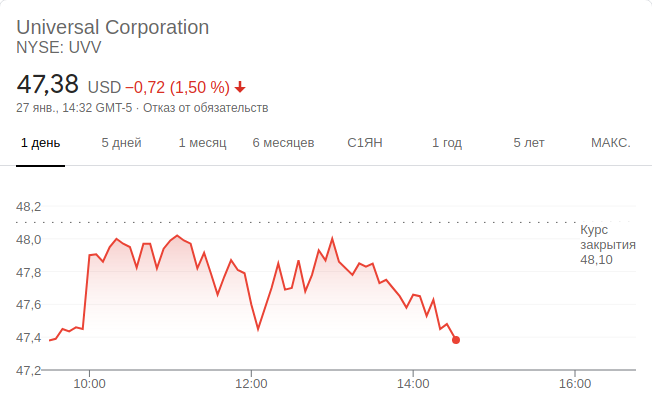 Universal Corporation
NYSE: UVV
47,38 USD −0,72 (1,50 %)
27 янв., 14:32 GMT-5 · Отказ от обязательств
1 день 5 дней 1 месяц 6 месяцев С1ЯН 1 год 5 лет МАКС.
48,2
Курс
закрытия
48,10
48,0
47,8
47,6
47,4
47,2
10:00 12:00 14:00 16:00